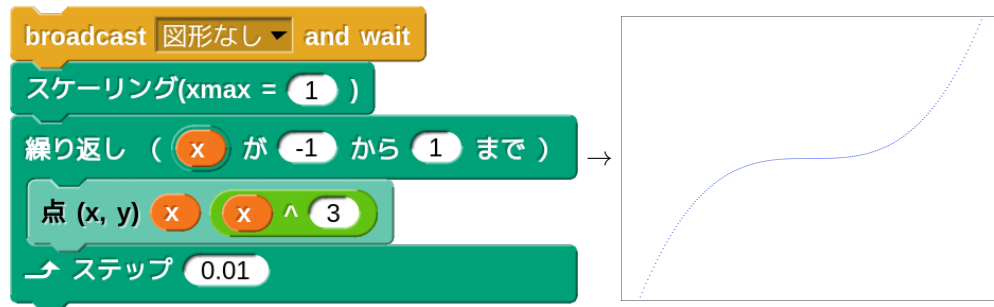 broadcast 図形なし and wait
スケーリング(xmax = 1 )
繰り返し ( x が -1 から 1 まで ) →
点 (x, y) x x ^ 3
ステップ 0.01